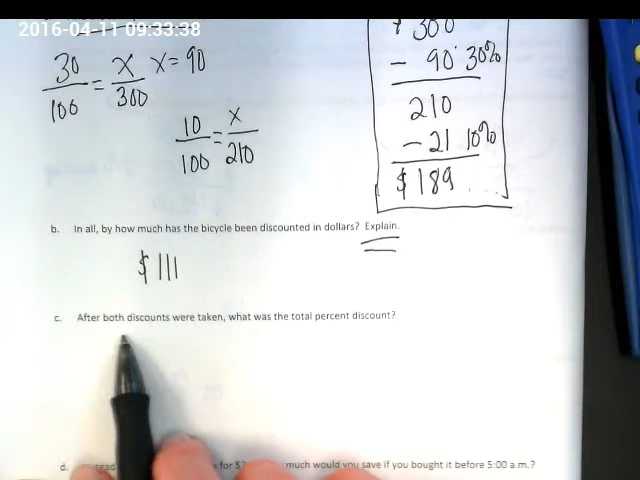 2016-04-11 09:33:38
30/100 = x/300 x = 90
10/100 = x/210
300
- 90 30%
210
- 21 10%
$189
b. In all, by how much has the bicycle been discounted in dollars? Explain.
$111
c. After both discounts were taken, what was the total percent discount?
d. for $ much would you save if you bought it before 5:00 a.m.?